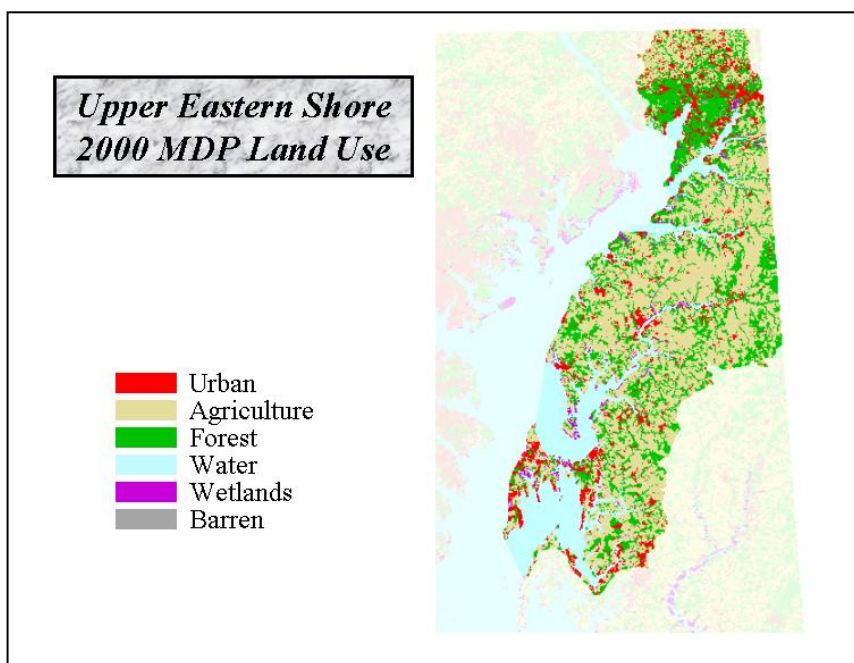 Upper Eastern Shore
2000 MDP Land Use
Urban
Agriculture
Forest
Water
Wetlands
Barren